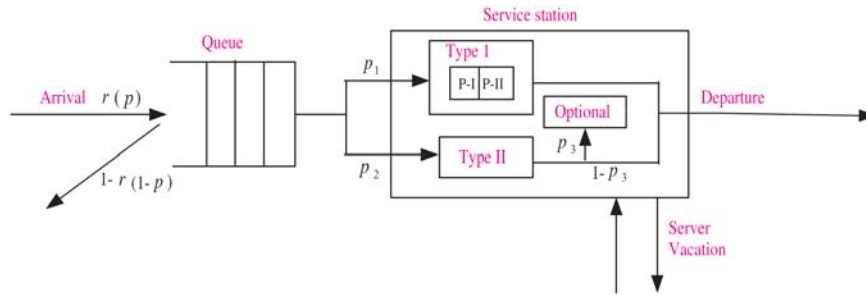 Service station
Queue
Type 1
p1
P-I P-II
Arrival r(p)
Optional
Departure
p3
Type II
1- r (1- p)
p2
1- p3
Server
Vacation